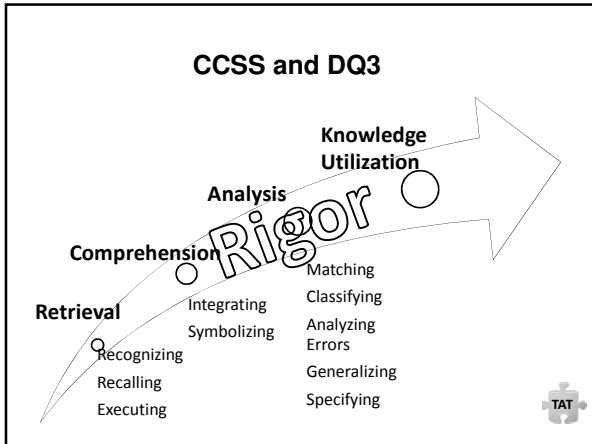 CCSS and DQ3
Knowledge
Utilization
Analysis
Rigor
Comprehension
Retrieval
Recognizing
Recalling
Executing
Integrating
Symbolizing
Matching
Classifying
Analyzing
Errors
Generalizing
Specifying
TAT